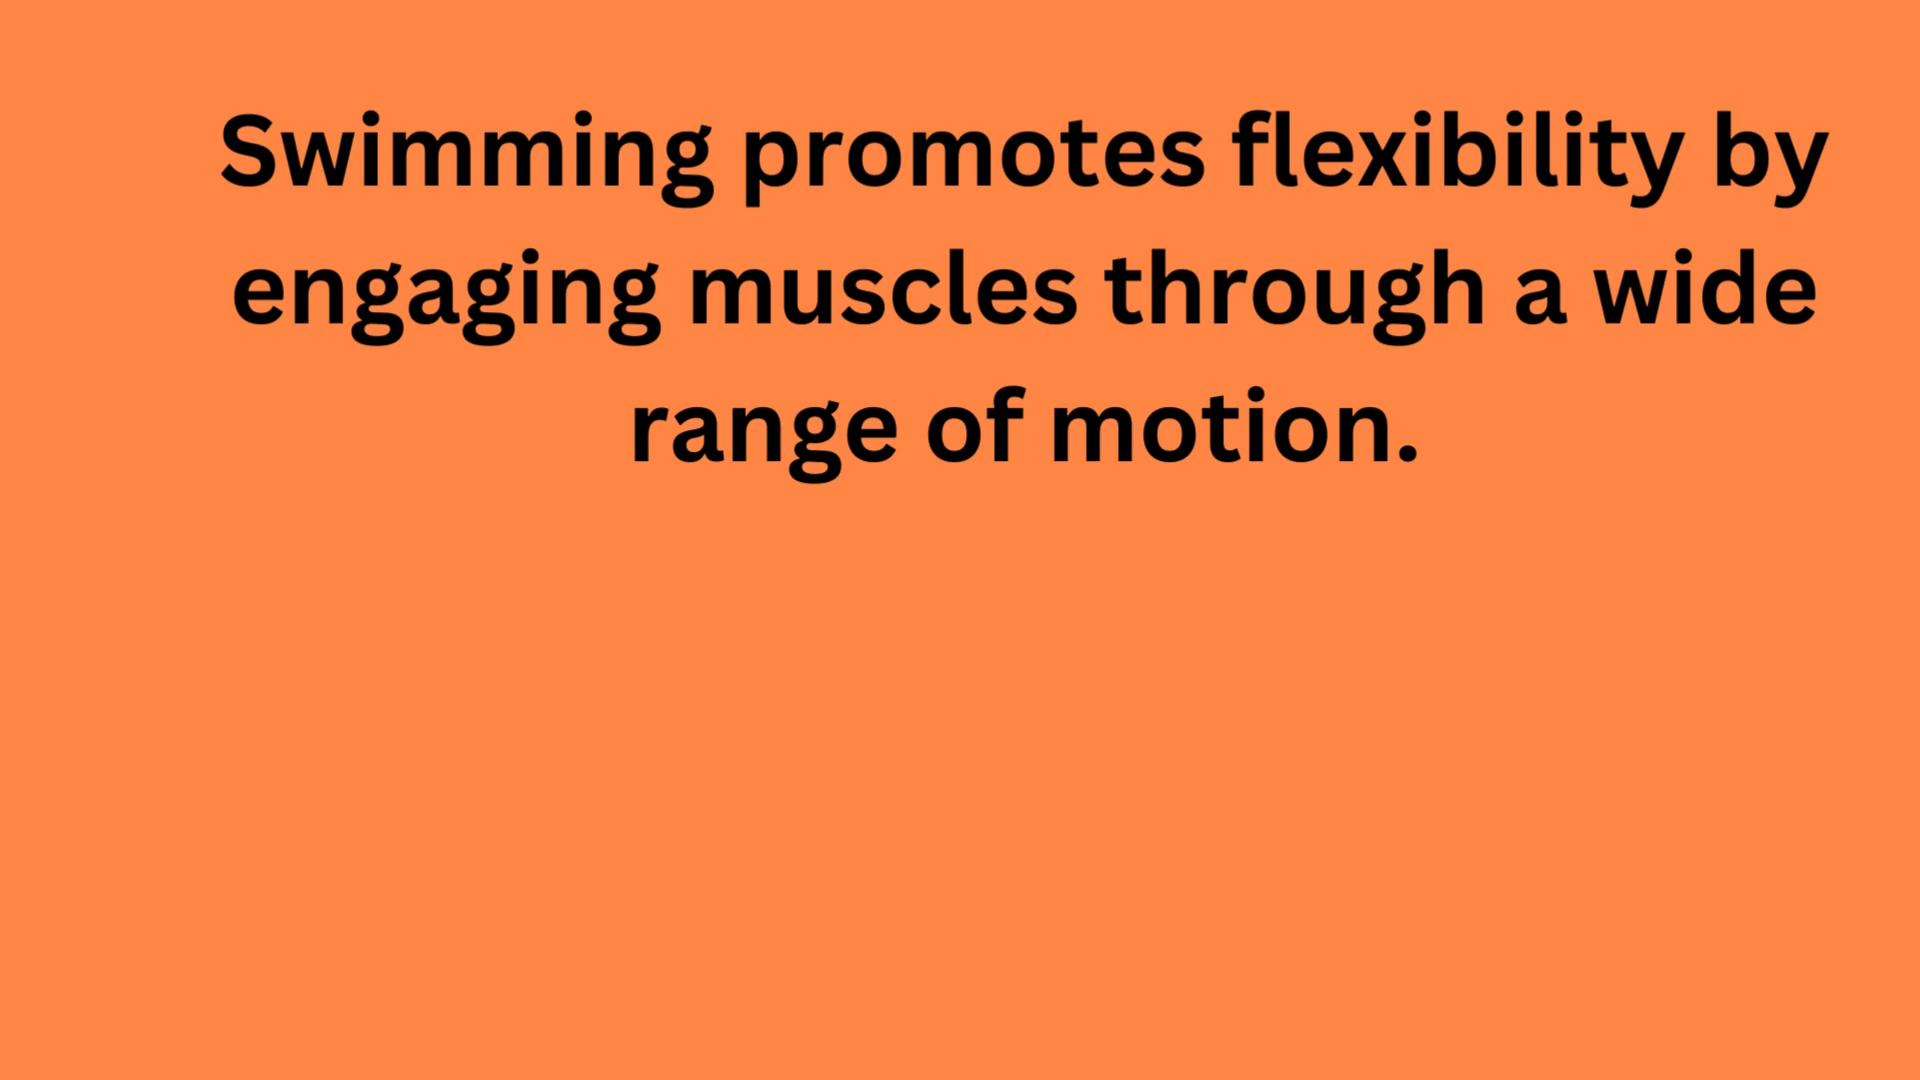 Swimming promotes flexibility by
engaging muscles through a wide
range of motion.